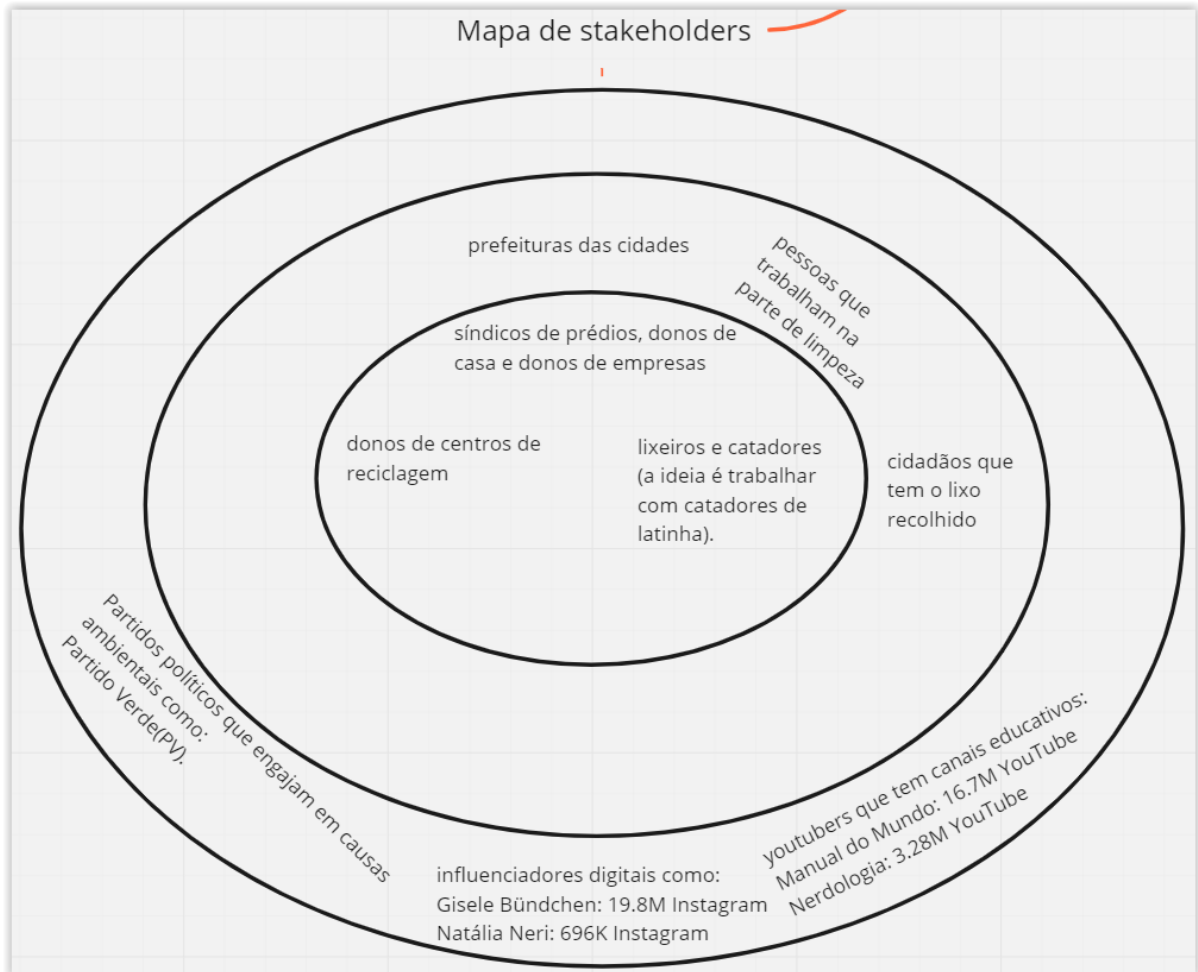 Mapa de stakeholders
prefeituras das cidades
pessoas que
trabalham na
parte de limpeza
síndicos de prédios, donos de
casa e donos de empresas
donos de centros de
reciclagem
lixeiros e catadores
(a ideia é trabalhar
com catadores de
latinha).
cidadãos que
tem o lixo
recolhido
Partidos políticos que engajam em causas
ambientais como:
Partido Verde(PV).
influenciadores digitais como:
Gisele Bündchen: 19.8M Instagram
Natália Neri: 696K Instagram
youtubers que tem canais educativos:
Manual do Mundo: 16.7M YouTube
Nerdologia: 3.28M YouTube